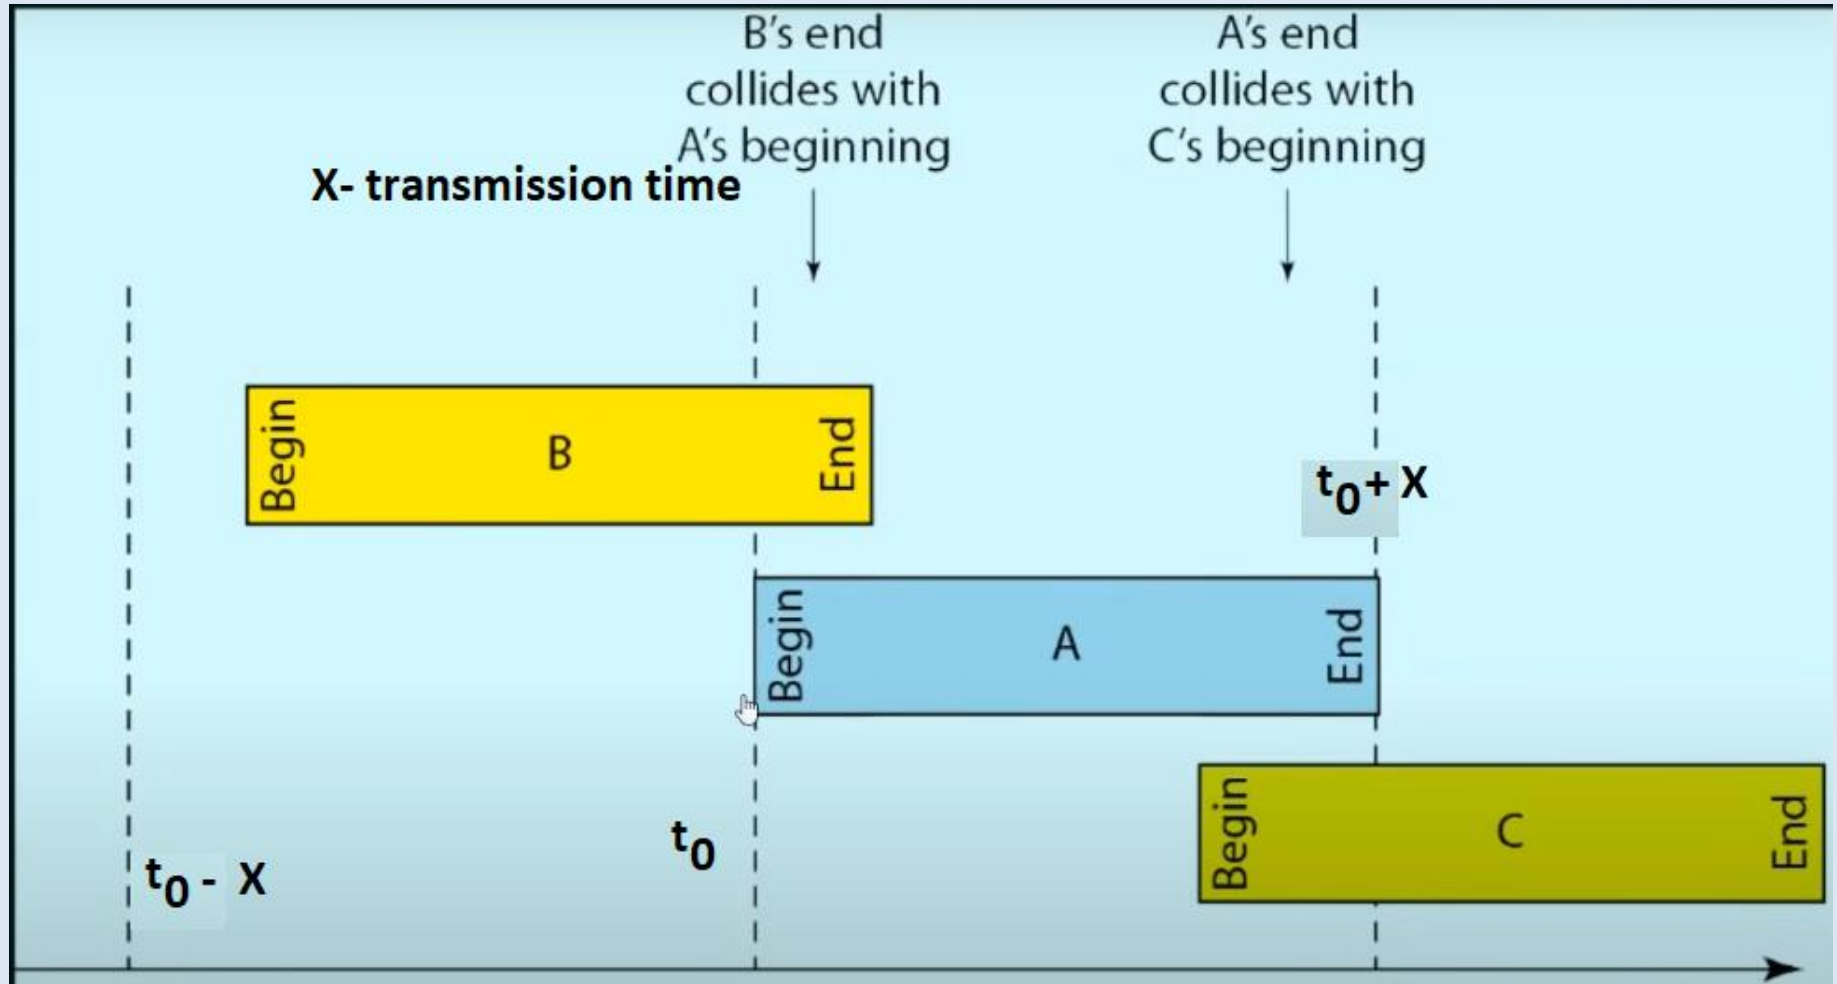 B's end
collides with
A's beginning
A's end
collides with
C's beginning
X- transmission time
Begin
B
End
t₀+ X
Begin
A
End
t₀
Begin
C
End
t₀ - X